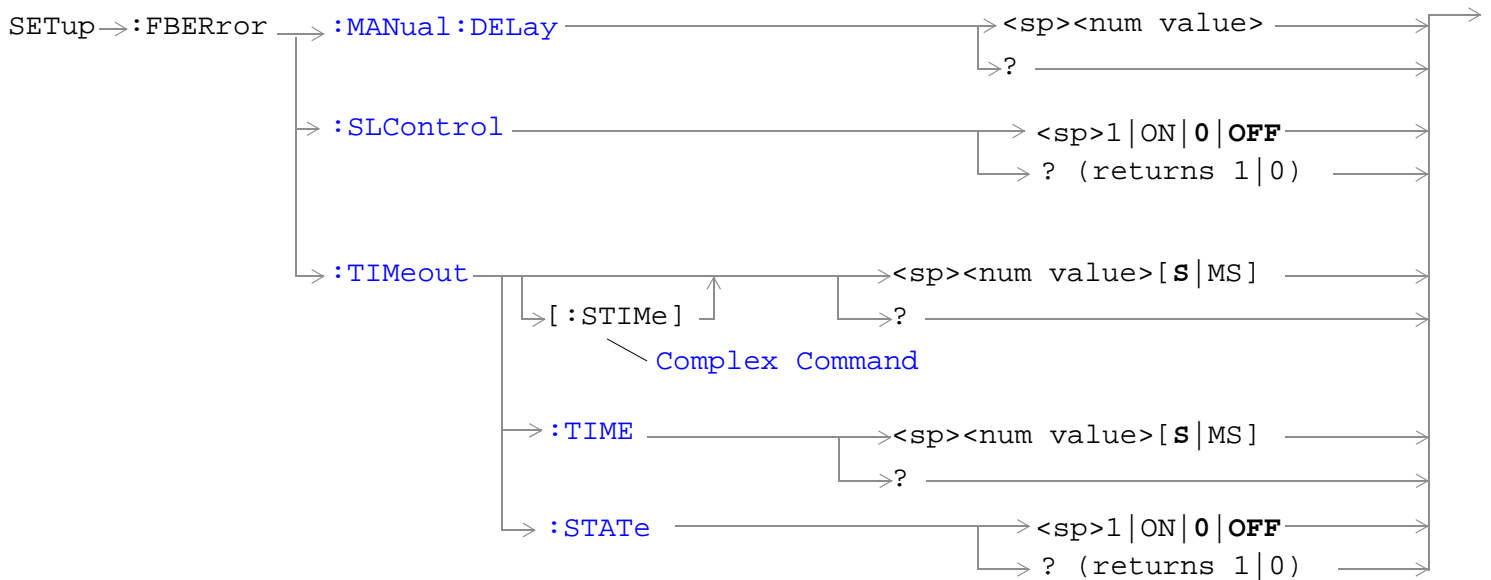 SETup :FBERror :MANual:DELay <sp><num value>
?
:SLControl <sp>1|ON|0|OFF
? (returns 1|0)
:TIMeout <sp><num value>[S|MS]
[:STIMe] ?
Complex Command
:TIME <sp><num value>[S|MS]
?
:STATe <sp>1|ON|0|OFF
? (returns 1|0)